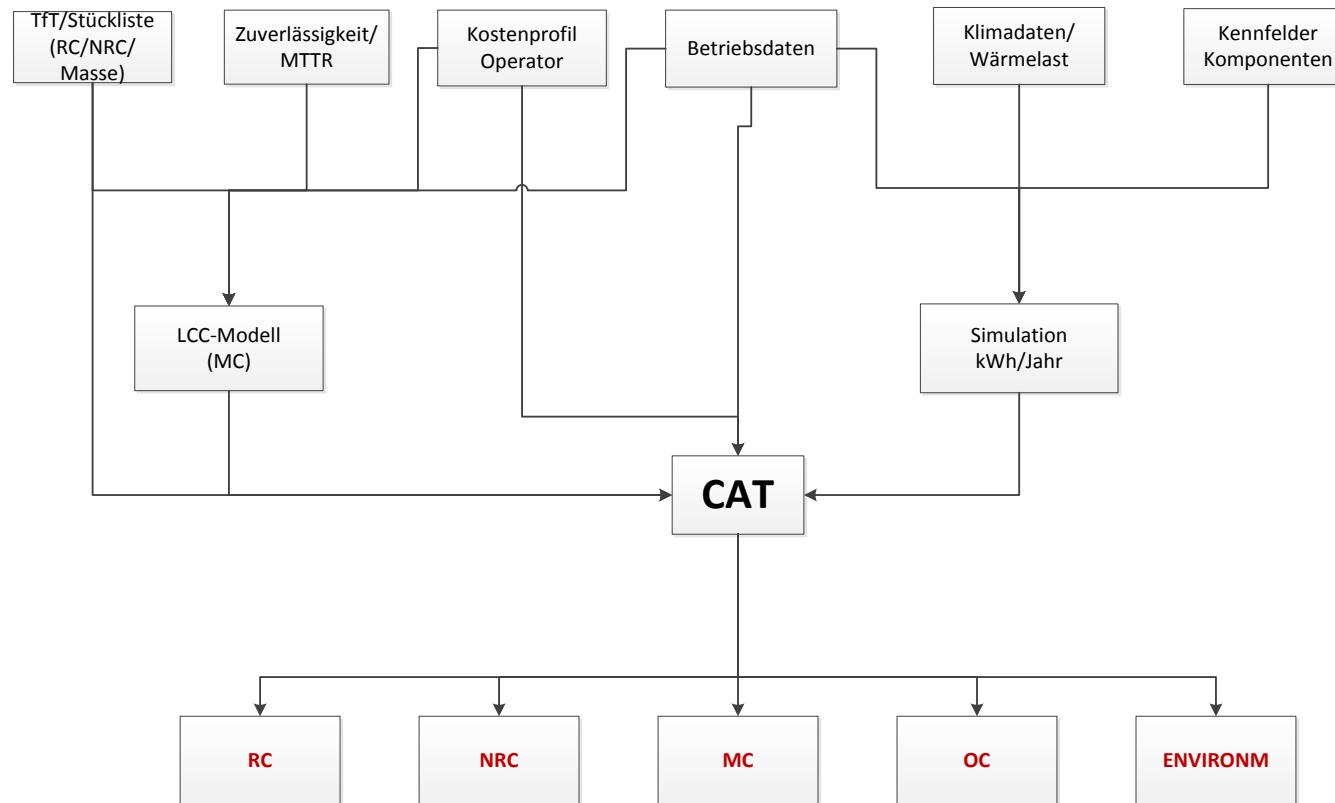 TfT/Stückliste
(RC/NRC/
Masse)
Zuverlässigkeit/
MTTR
Kostenprofil
Operator
Betriebsdaten
Klimadaten/
Wärmelast
Kennfelder
Komponenten
LCC-Modell
(MC)
Simulation
kWh/Jahr
CAT
RC
NRC
MC
OC
ENVIRONM